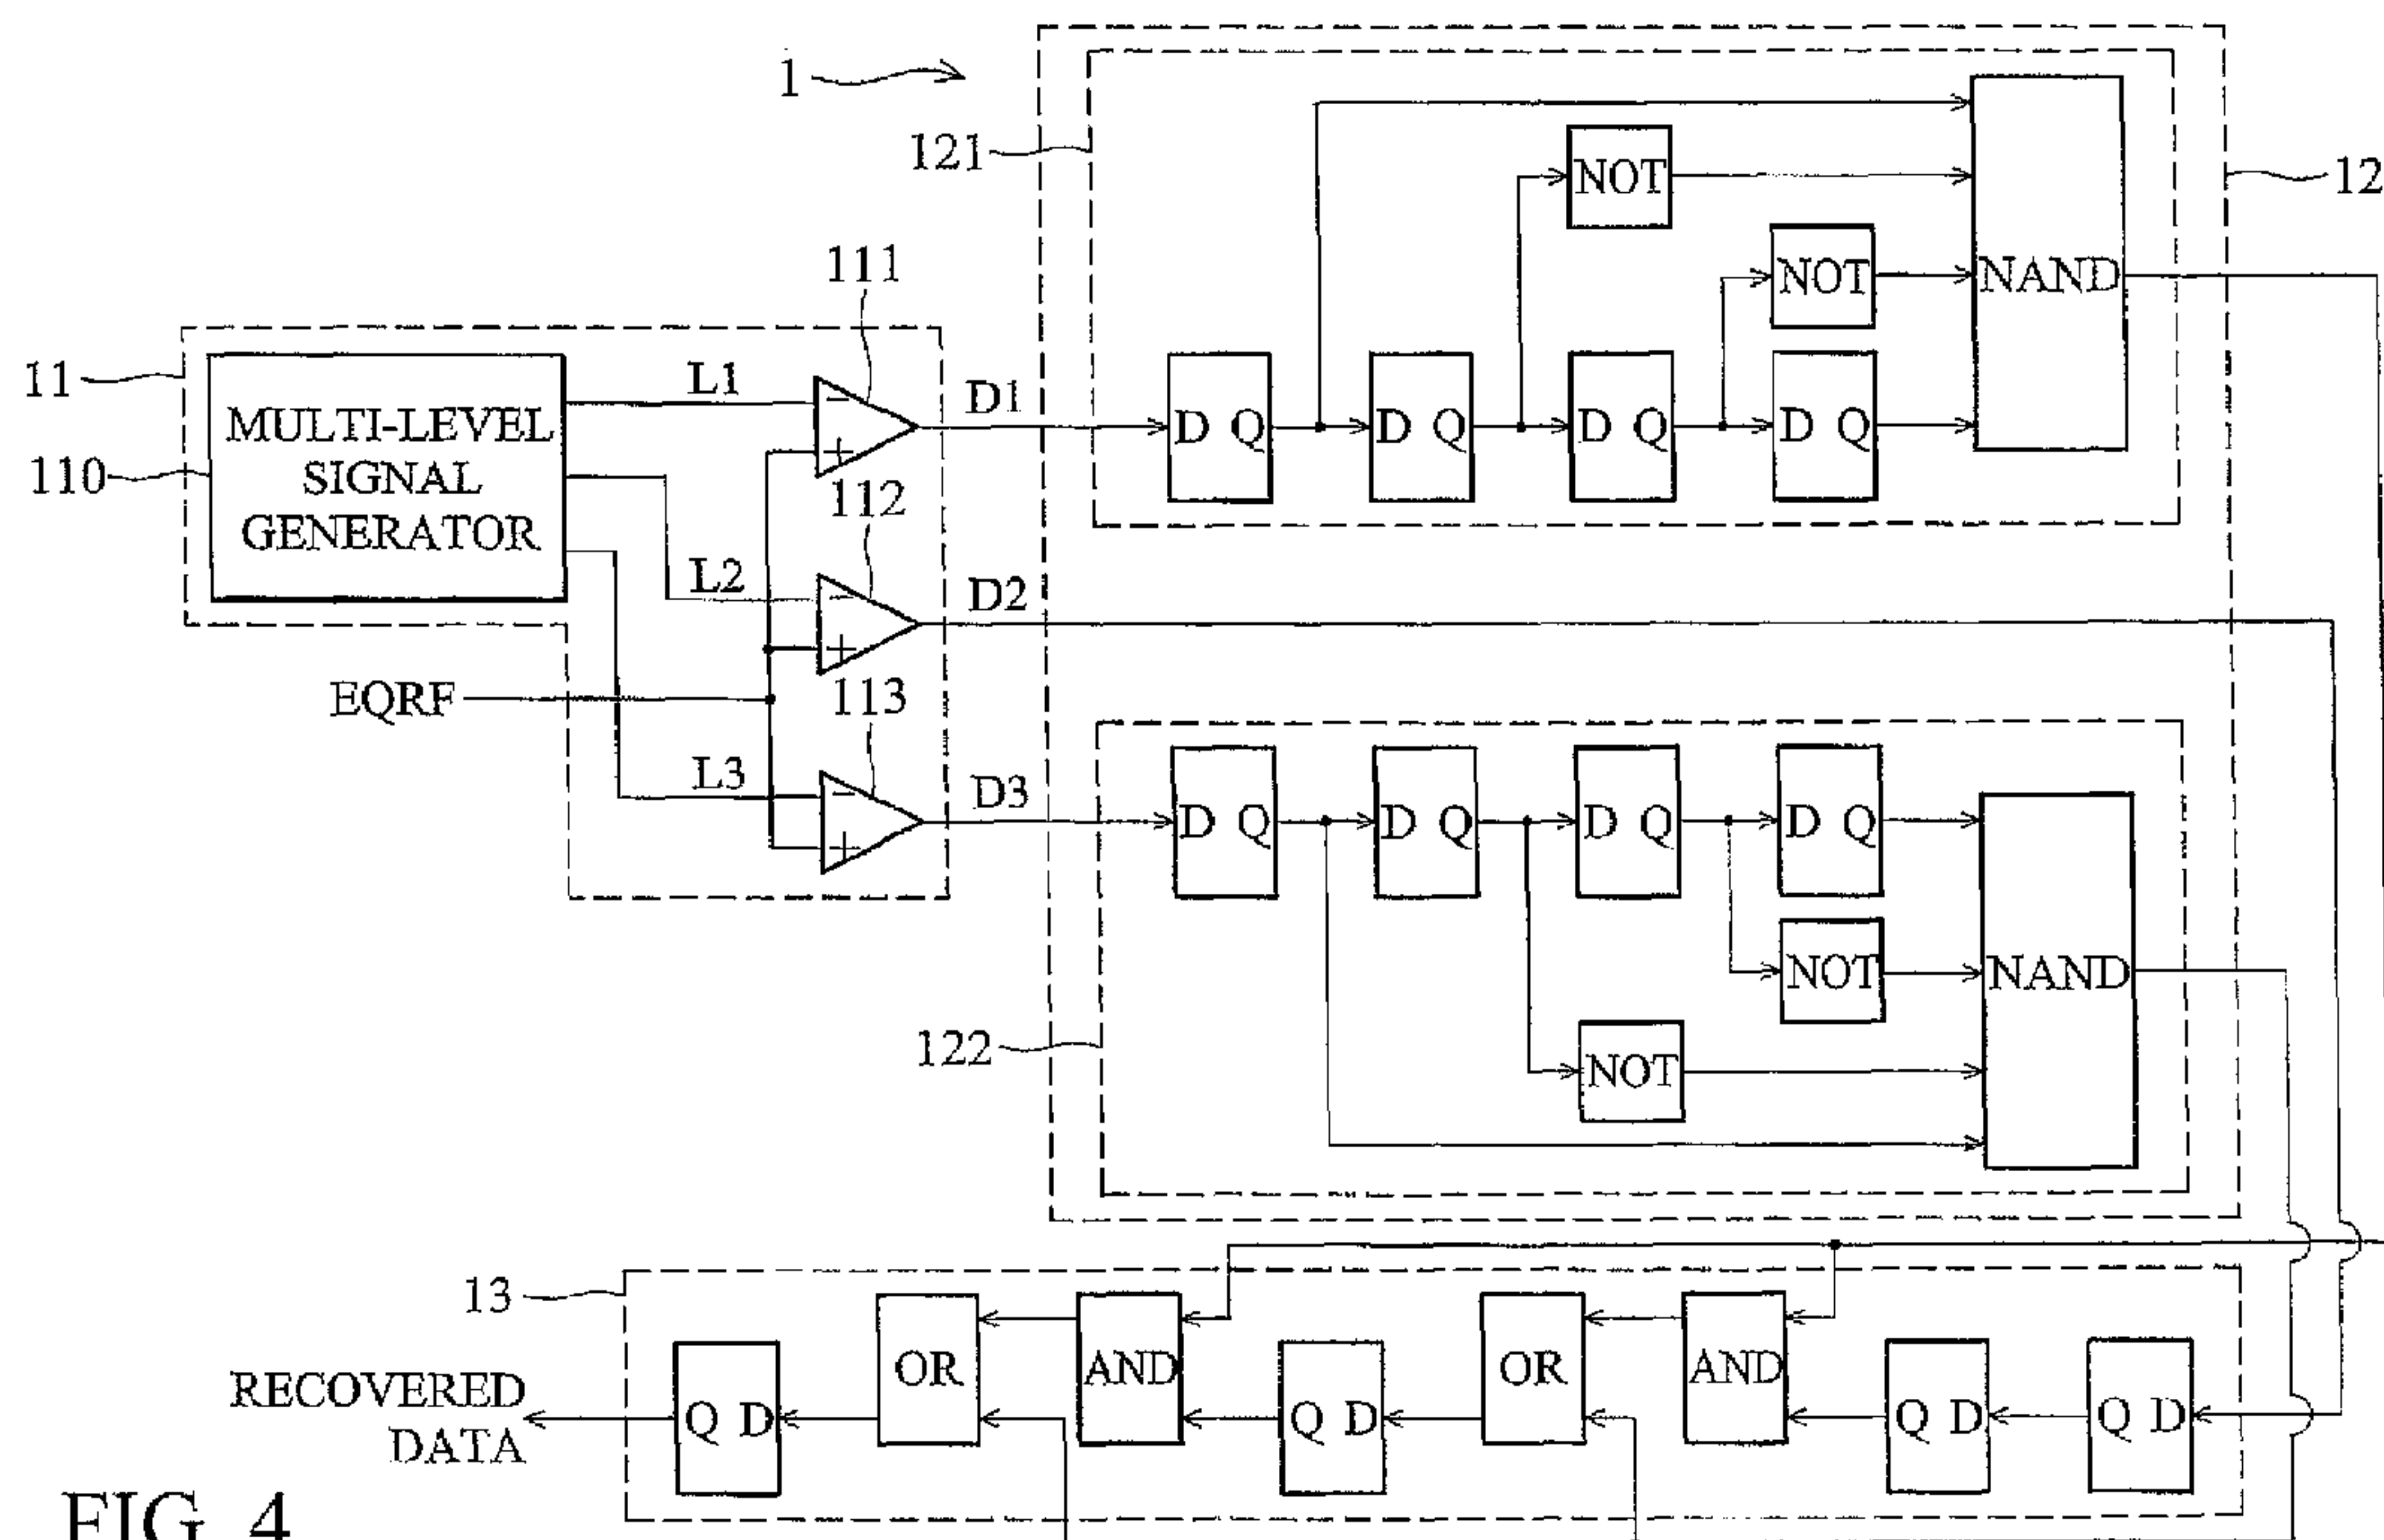 1
121
NOT
12
NOT
NAND
111
11
L1
D1
MULTI-LEVEL
SIGNAL
GENERATOR
110
D Q
D Q
D Q
D Q
112
L2
D2
EQRF
113
L3
D3
D Q
D Q
D Q
D Q
NOT
NAND
122
NOT
13
OR
AND
OR
AND
RECOVERED
DATA
Q D
Q D
Q D
Q D
FIG. 4